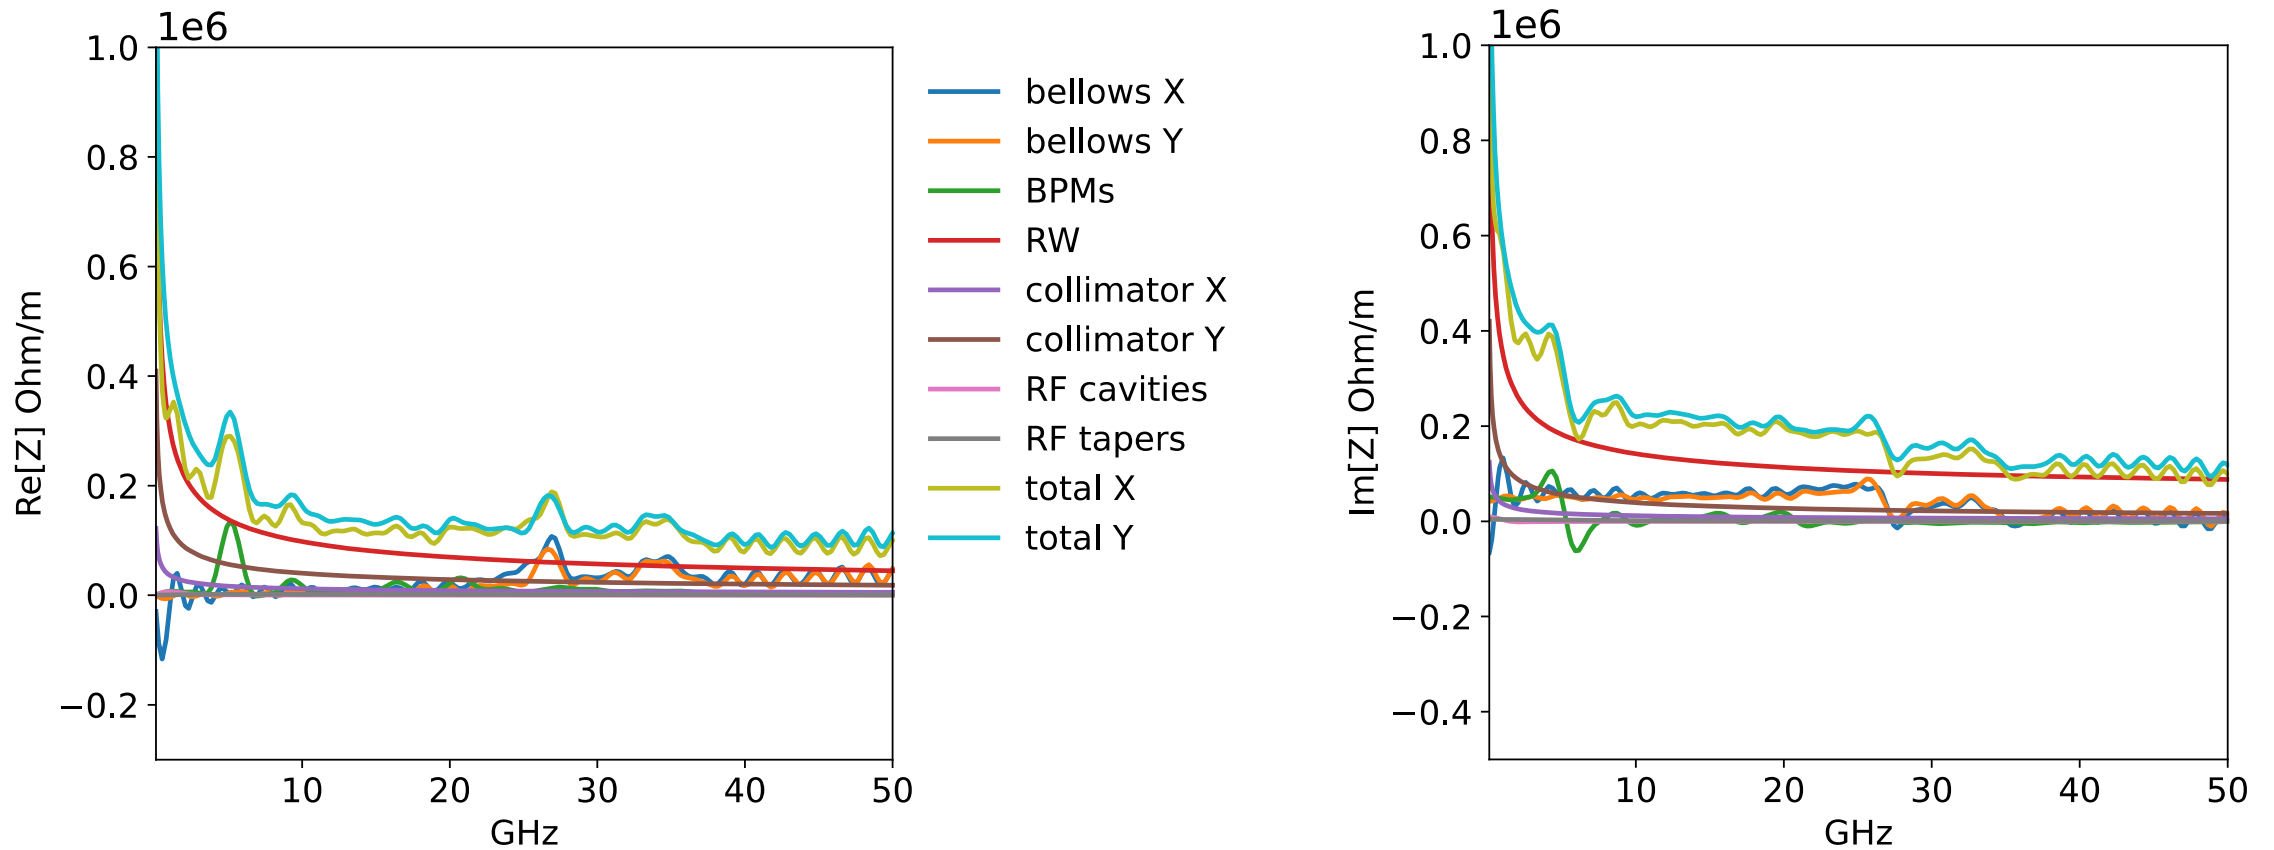 1e6
1.0
0.8
0.6
0.4
0.2
0.0
−0.2
Re[Z] Ohm/m
10 20 30 40 50
GHz
bellows X
bellows Y
BPMs
RW
collimator X
collimator Y
RF cavities
RF tapers
total X
total Y
1e6
1.0
0.8
0.6
0.4
0.2
0.0
−0.2
−0.4
Im[Z] Ohm/m
10 20 30 40 50
GHz